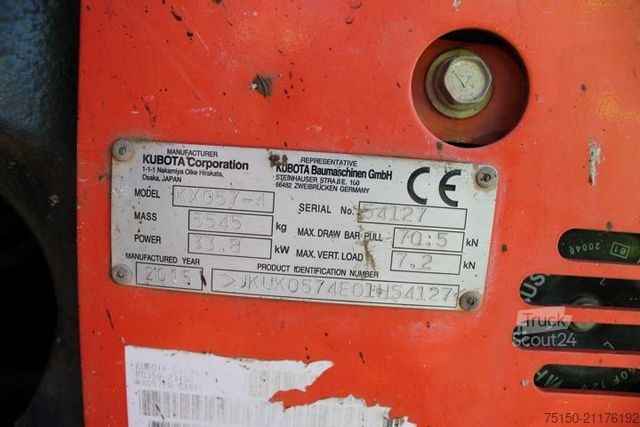 MANUFACTURER
KUBOTA Corporation
1-1-1 Nakamiya Oike Hirakata,
Osaka, JAPAN
REPRESENTATIVE
KUBOTA Baumaschinen GmbH
STEINHAUSER STRAßE 100
66482 ZWEIBRÜCKEN GERMANY
CE
MODEL KX057-4
SERIAL No. 54127
MASS 5545 kg
MAX. DRAW BAR PULL 70.5 kN
POWER 33.8 kW
MAX. VERT. LOAD 7.2 kN
MANUFACTURED YEAR
2015
PRODUCT IDENTIFICATION NUMBER
>JKUK0574E01H54127
KUBOTA
e1
20040
Truck
Scout24
75150-21176192